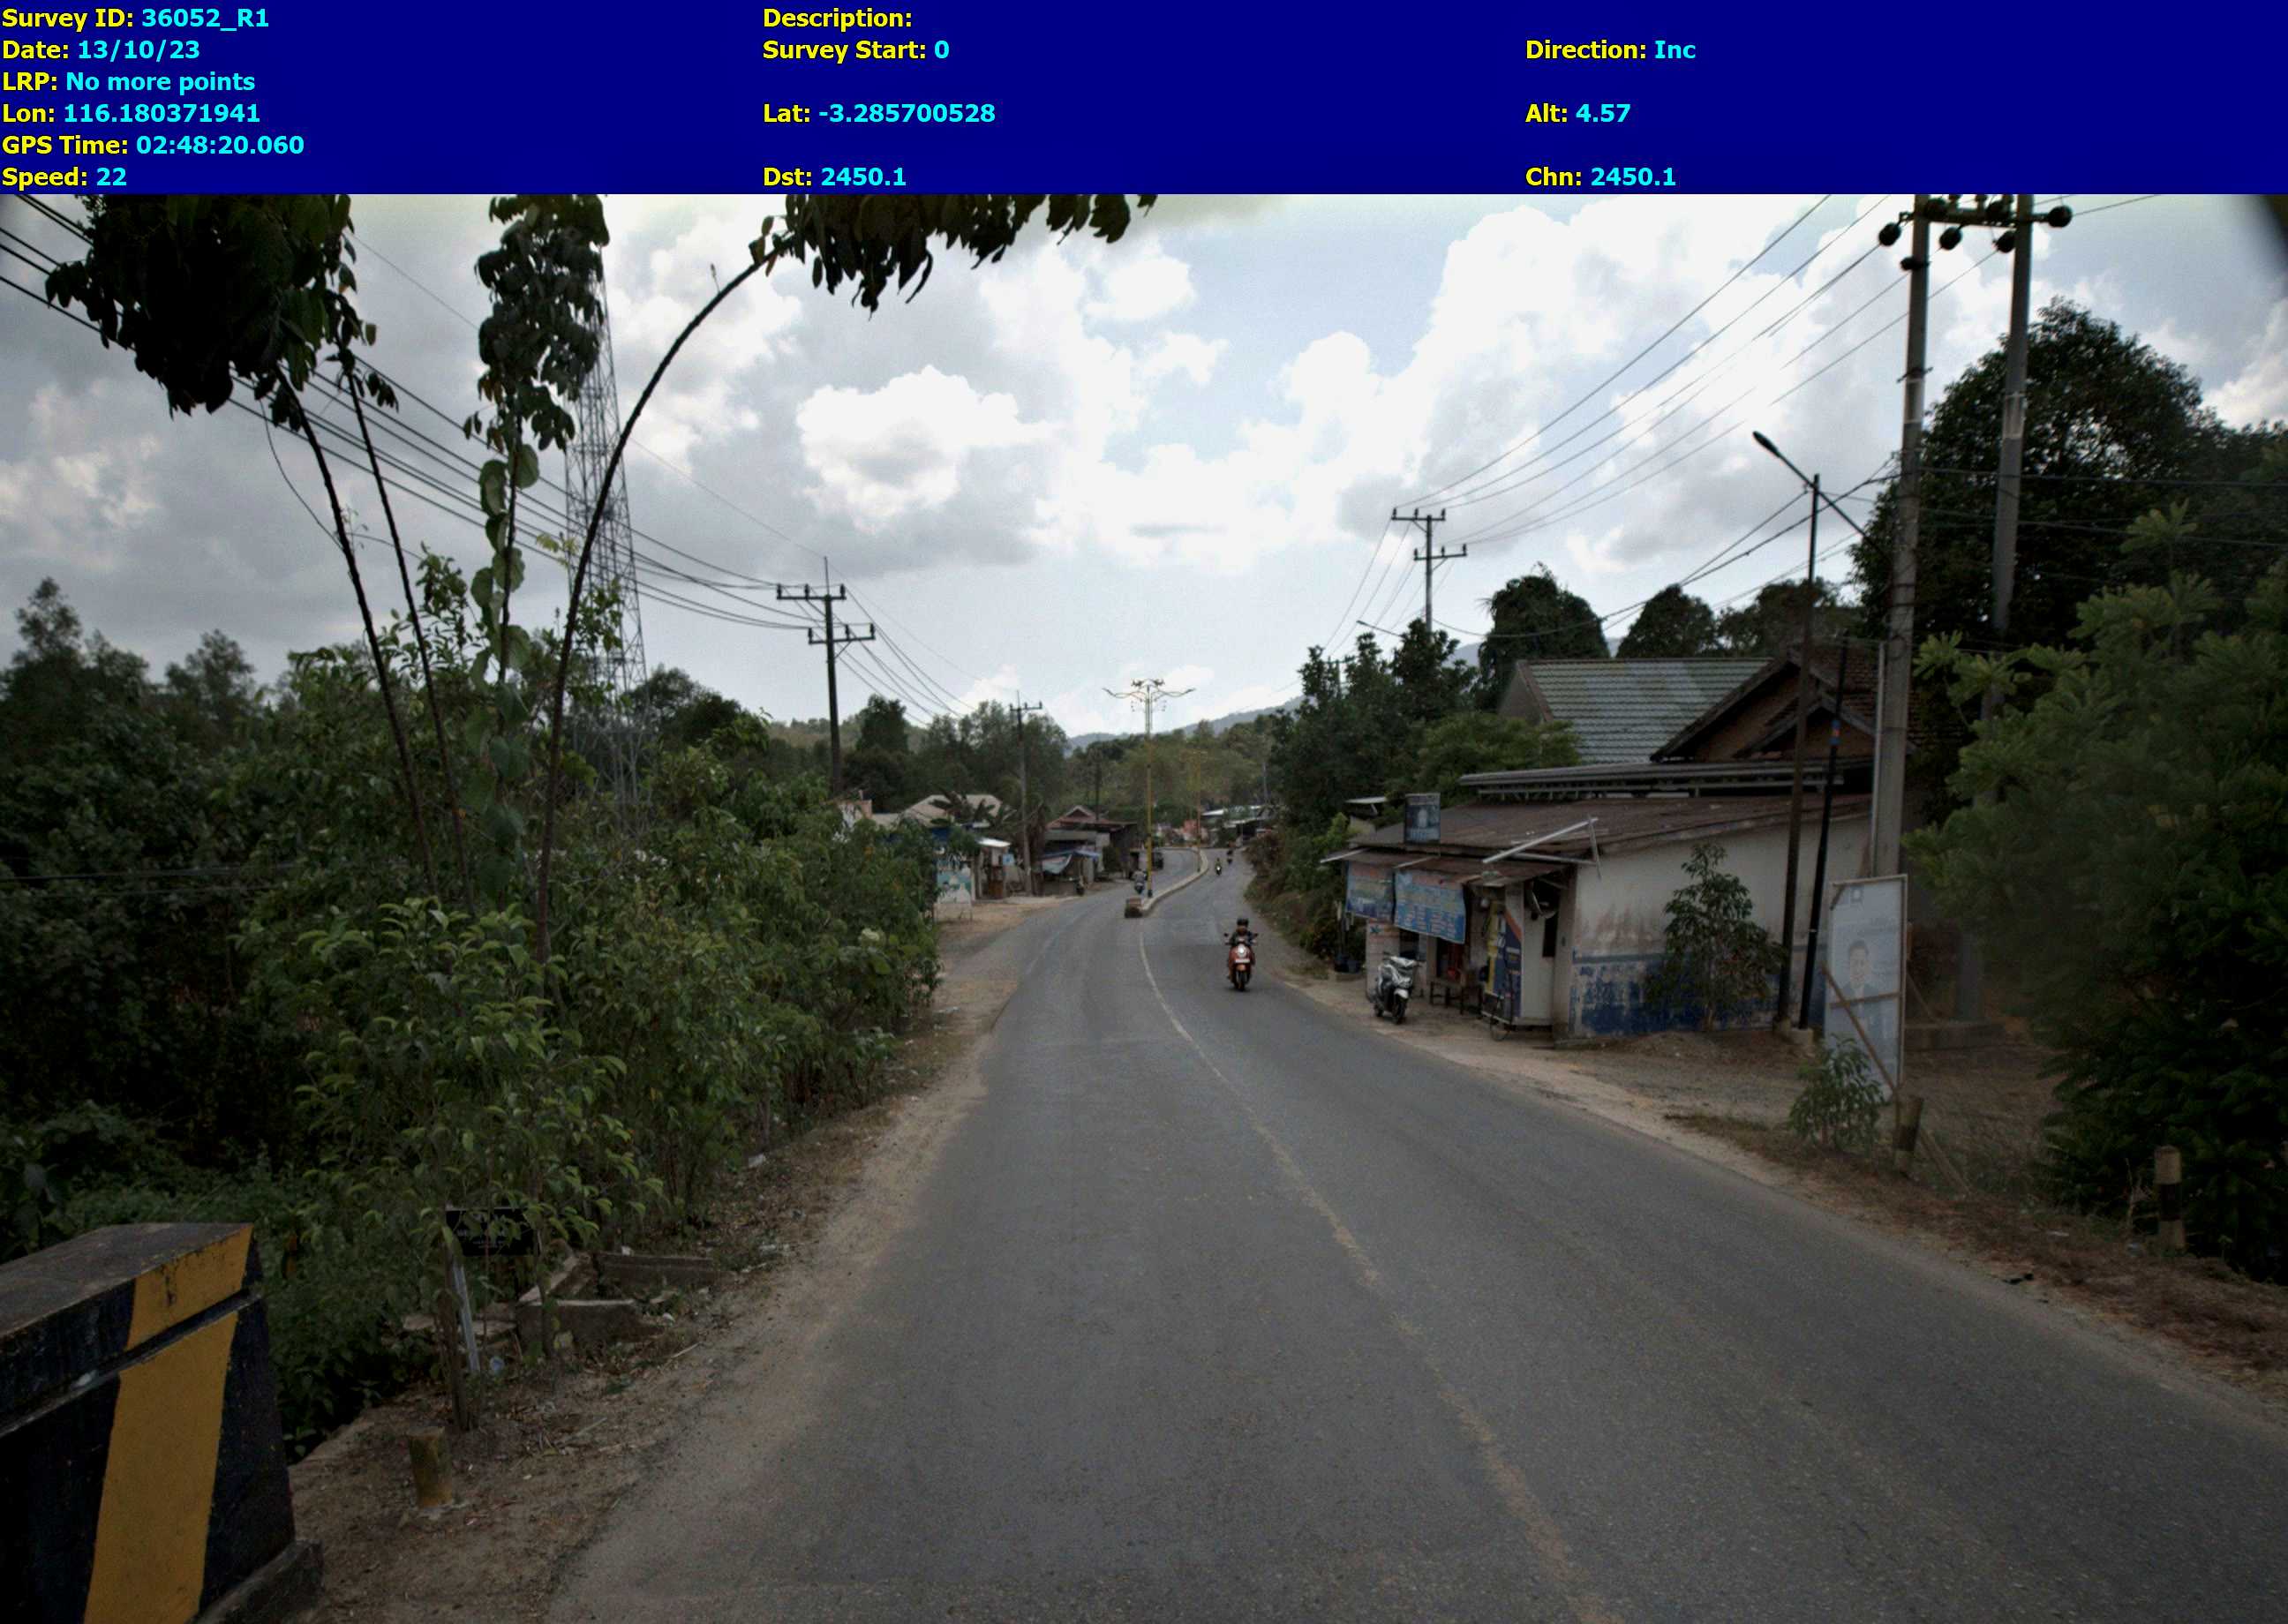 Survey ID: 36052_R1
Description:
Date: 13/10/23
Survey Start: 0
Direction: Inc
LRP: No more points
Lon: 116.180371941
Lat: -3.285700528
Alt: 4.57
GPS Time: 02:48:20.060
Speed: 22
Dst: 2450.1
Chn: 2450.1